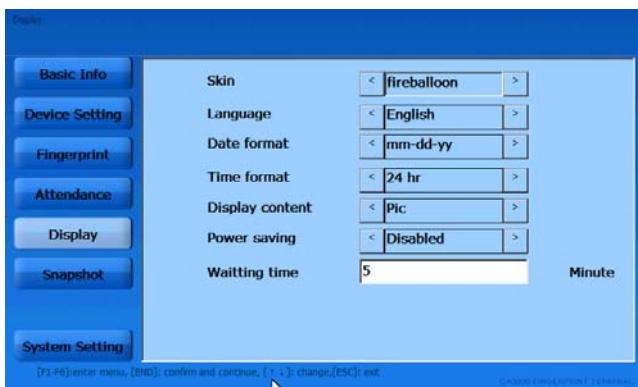 Display
Basic Info
Device Setting
Fingerprint
Attendance
Display
Snapshot
System Setting
Skin < fireballoon >
Language < English >
Date format < mm-dd-yy >
Time format < 24 hr >
Display content < Pic >
Power saving < Disabled >
Waitting time 5 Minute
[F1-F6]:enter menu, [END]: confirm and continue, [ ↑ ↓ ]: change,[ESC]: exit
FINGERPRINT TERMINAL